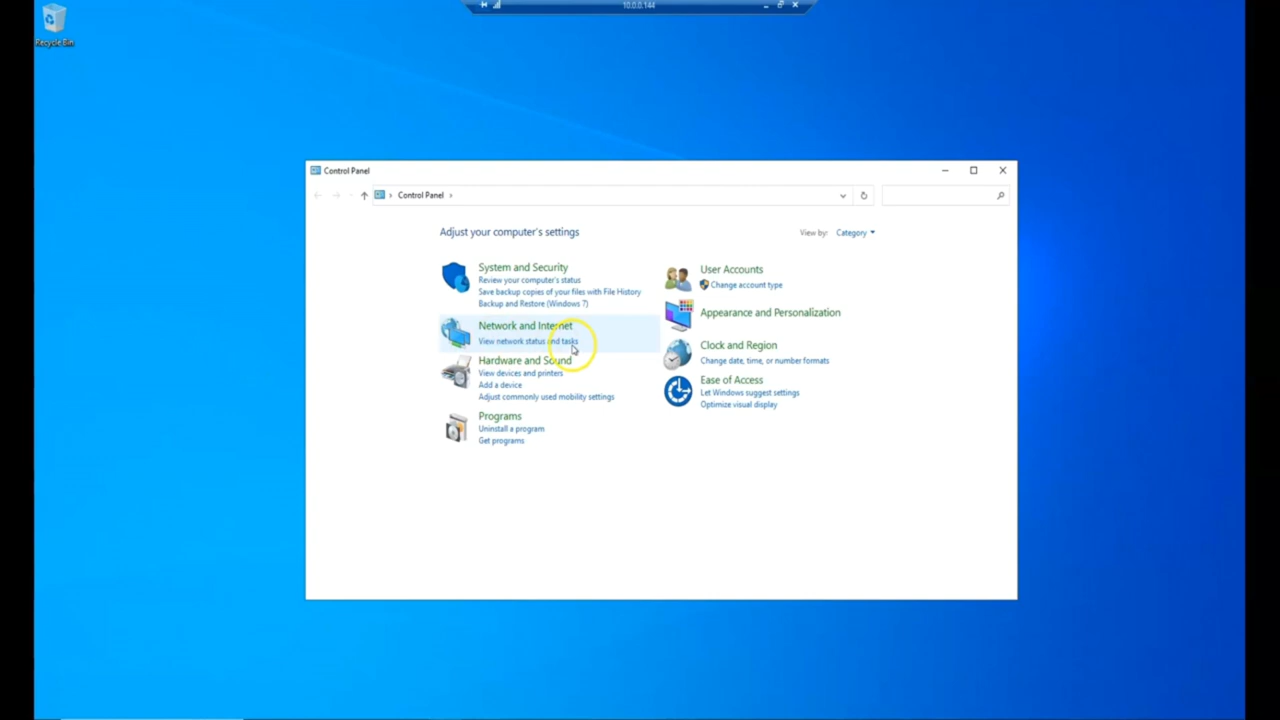 10.0.0.144
Recycle Bin
Control Panel
Control Panel
Adjust your computer's settings
View by: Category
System and Security
Review your computer's status
Save backup copies of your files with File History
Backup and Restore (Windows 7)
Network and Internet
View network status and tasks
Hardware and Sound
View devices and printers
Add a device
Adjust commonly used mobility settings
Programs
Uninstall a program
Get programs
User Accounts
Change account type
Appearance and Personalization
Clock and Region
Change date, time, or number formats
Ease of Access
Let Windows suggest settings
Optimize visual display